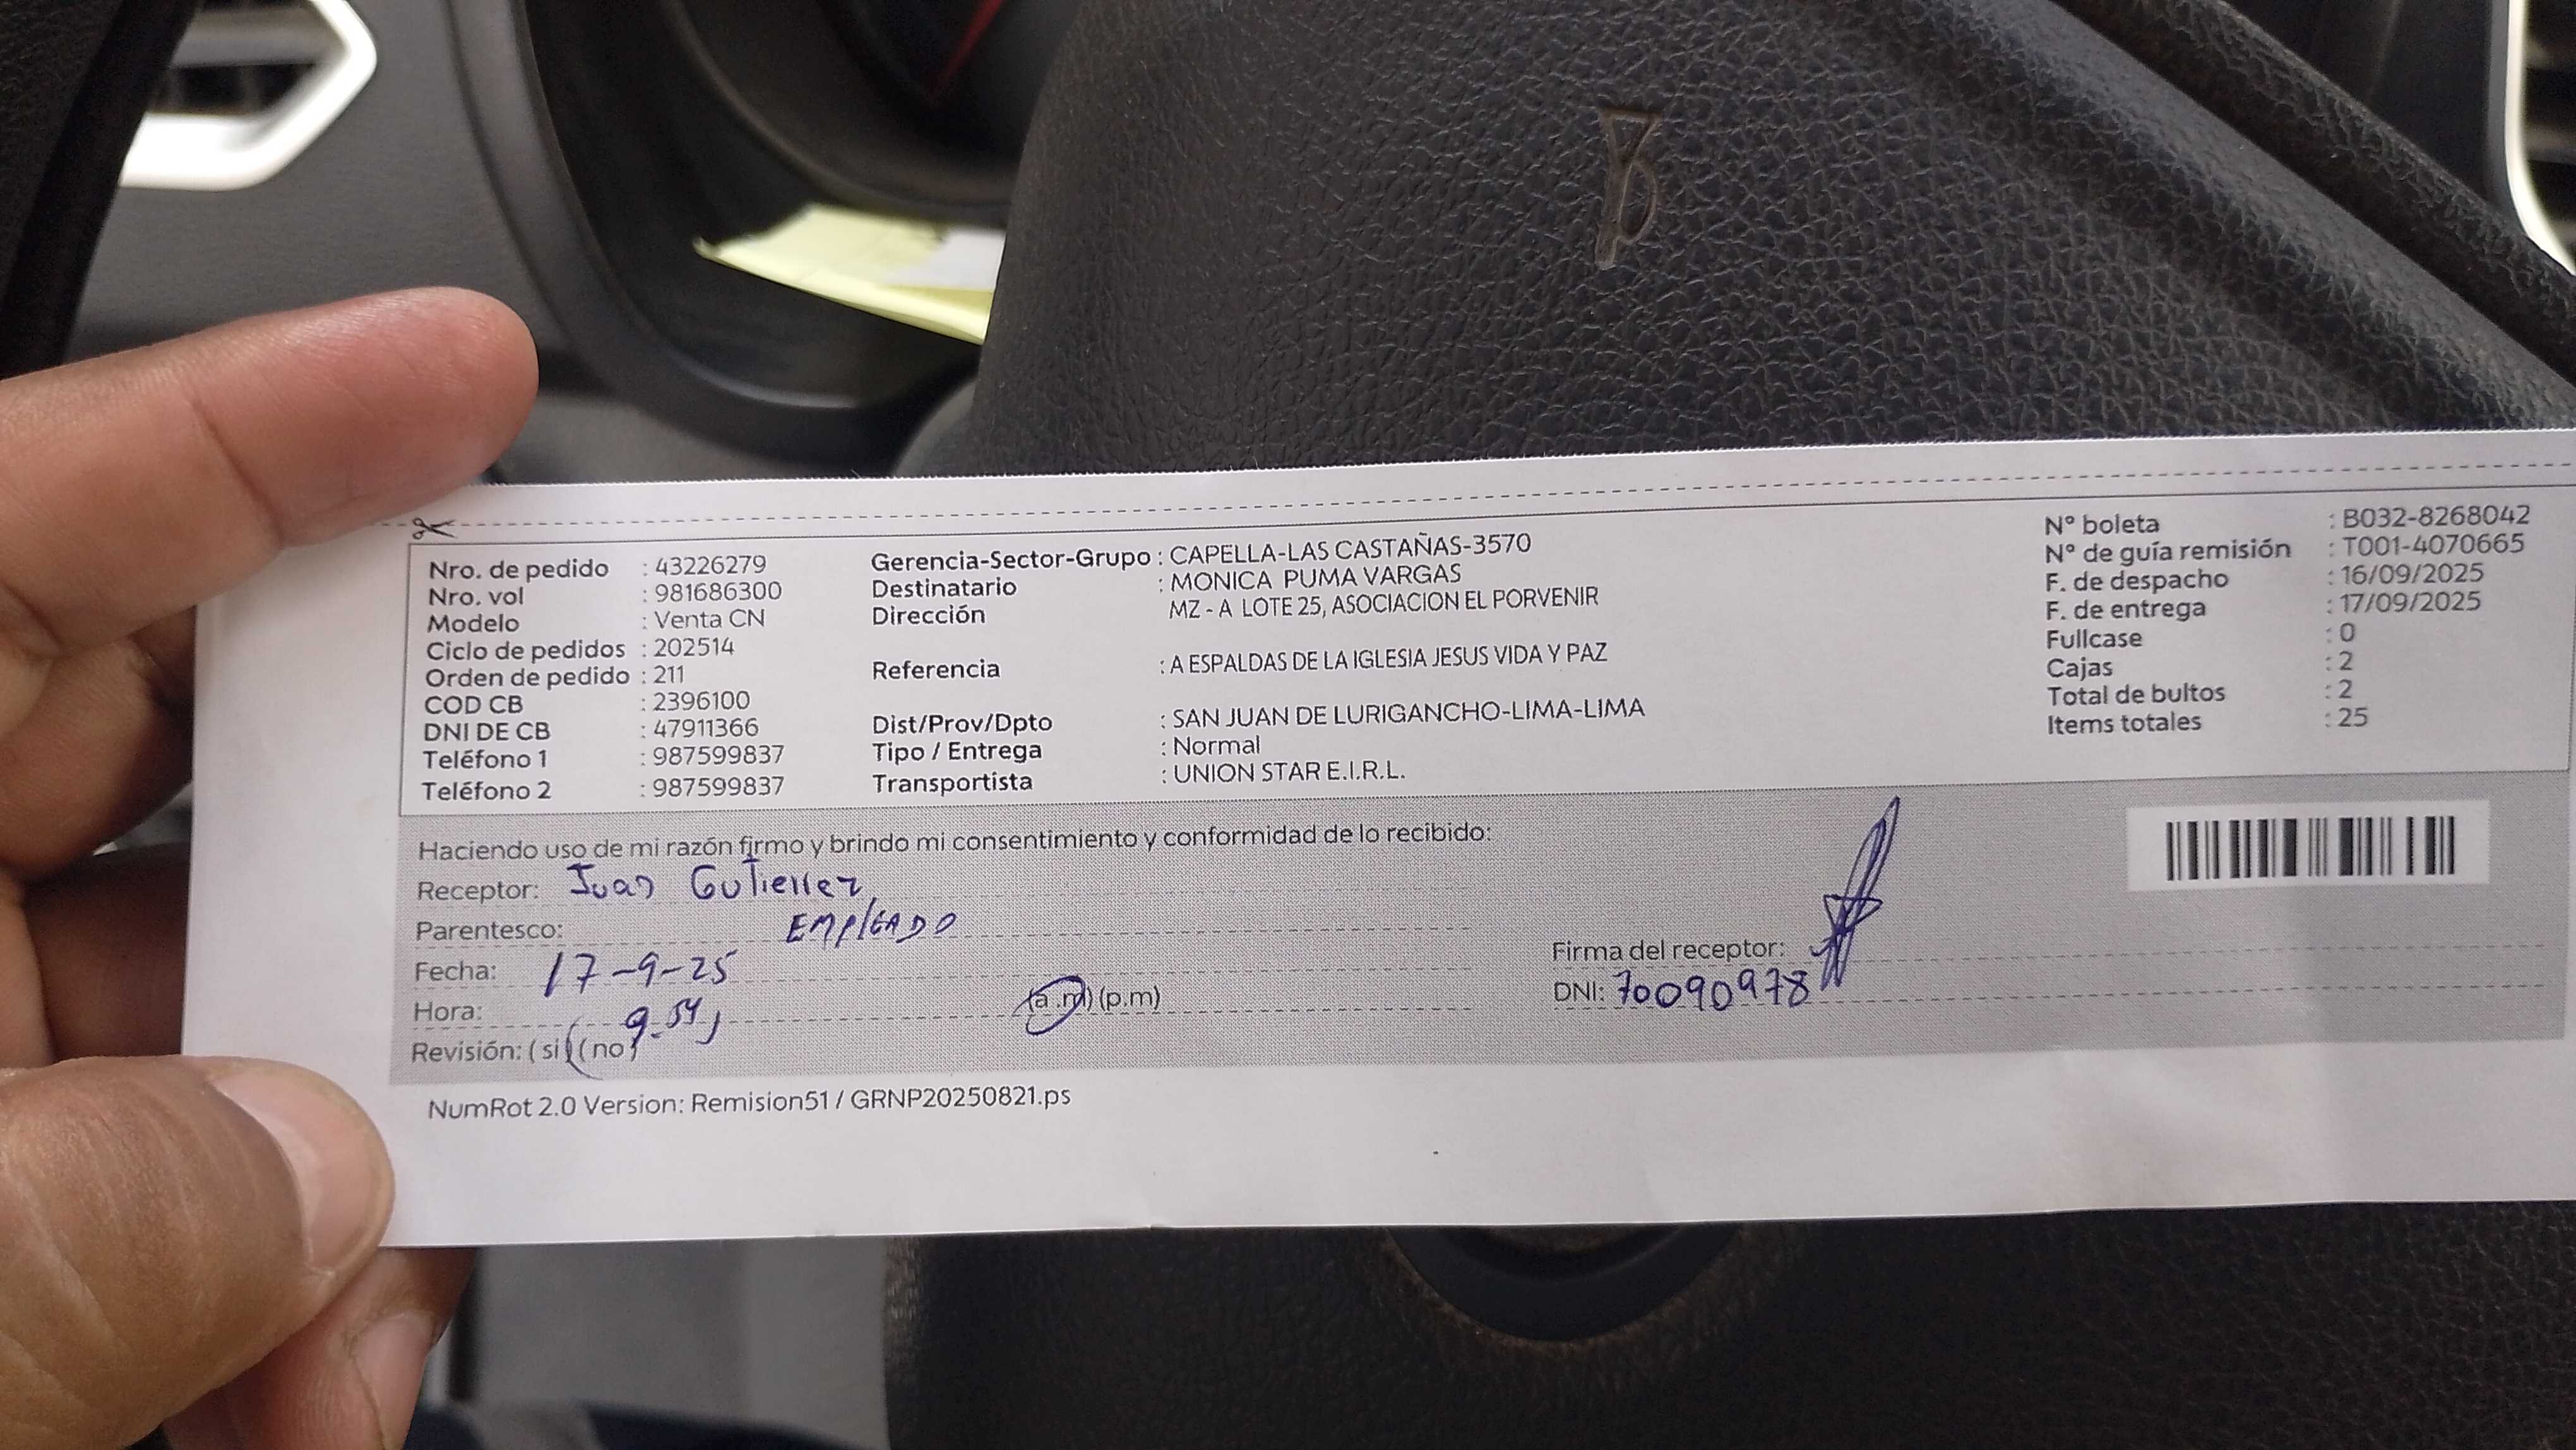 Nro. de pedido : 43226279
Nro. vol : 981686300
Modelo : Venta CN
Ciclo de pedidos : 202514
Orden de pedido : 211
COD CB : 2396100
DNI DE CB : 47911366
Teléfono 1 : 987599837
Teléfono 2 : 987599837
Gerencia-Sector-Grupo : CAPELLA-LAS CASTAÑAS-3570
Destinatario : MONICA PUMA VARGAS
Dirección MZ - A LOTE 25, ASOCIACION EL PORVENIR
Referencia : A ESPALDAS DE LA IGLESIA JESUS VIDA Y PAZ
Dist/Prov/Dpto : SAN JUAN DE LURIGANCHO-LIMA-LIMA
Tipo / Entrega : Normal
Transportista : UNION STAR E.I.R.L.
N° boleta : B032-8268042
N° de guía remisión : T001-4070665
F. de despacho : 16/09/2025
F. de entrega : 17/09/2025
Fullcase : 0
Cajas : 2
Total de bultos : 2
Items totales : 25
Haciendo uso de mi razón firmo y brindo mi consentimiento y conformidad de lo recibido:
Receptor: Juan Gutierrez
Parentesco: EMPLEADO
Fecha: 17-9-25
Hora: 9.54 (a.m) (p.m)
Revisión: (si) (no)
Firma del receptor:
DNI: 70090978
NumRot 2.0 Version: Remision51 / GRNP20250821.ps